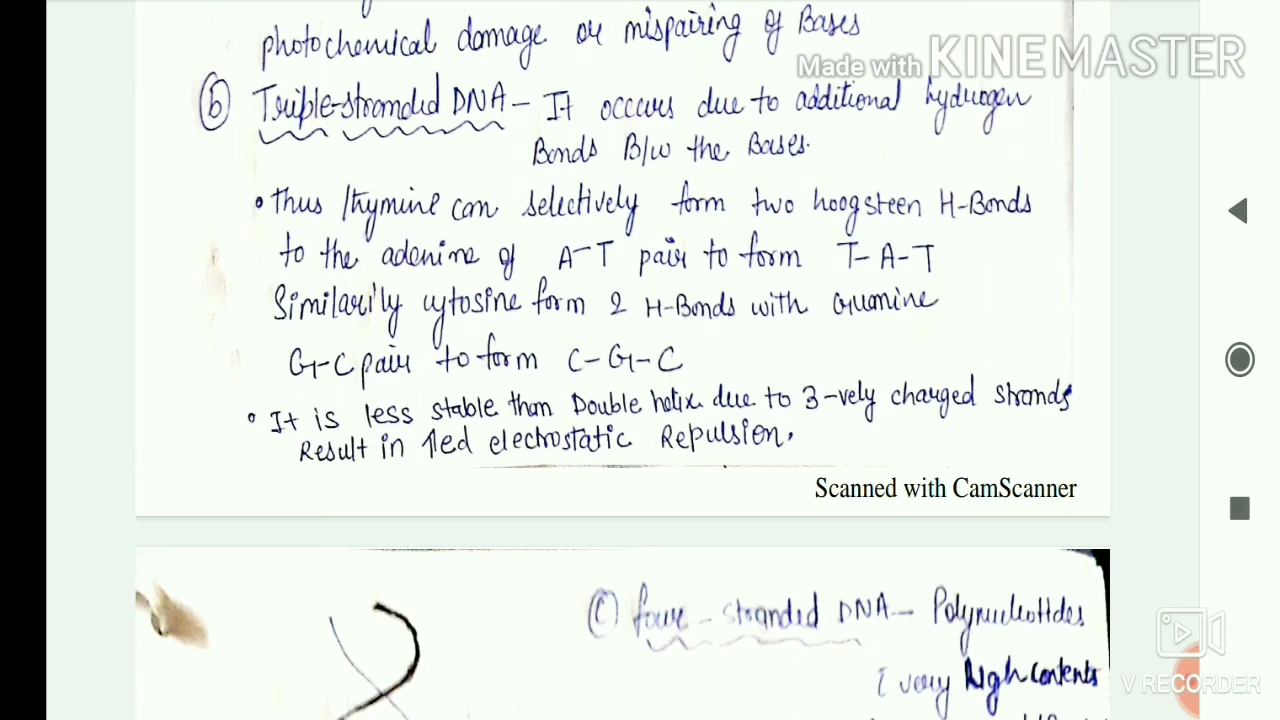 photochemical damage or mispairing of Bases
Made with KINEMASTER
(b) Triple-stranded DNA - It occurs due to additional hydrogen
Bonds B/w the Bases.
• Thus thymine can selectively form two hoogsteen H-Bonds
to the adenine of A-T pair to form T-A-T
Similarily cytosine form 2 H-Bonds with Guanine
G-C pair to form C-G-C
• It is less stable than Double helix due to 3-vely charged strands
Result in ↑ed electrostatic Repulsion.
Scanned with CamScanner
(C) four-stranded DNA - Polynucleotides
very High contents
V RECORDER